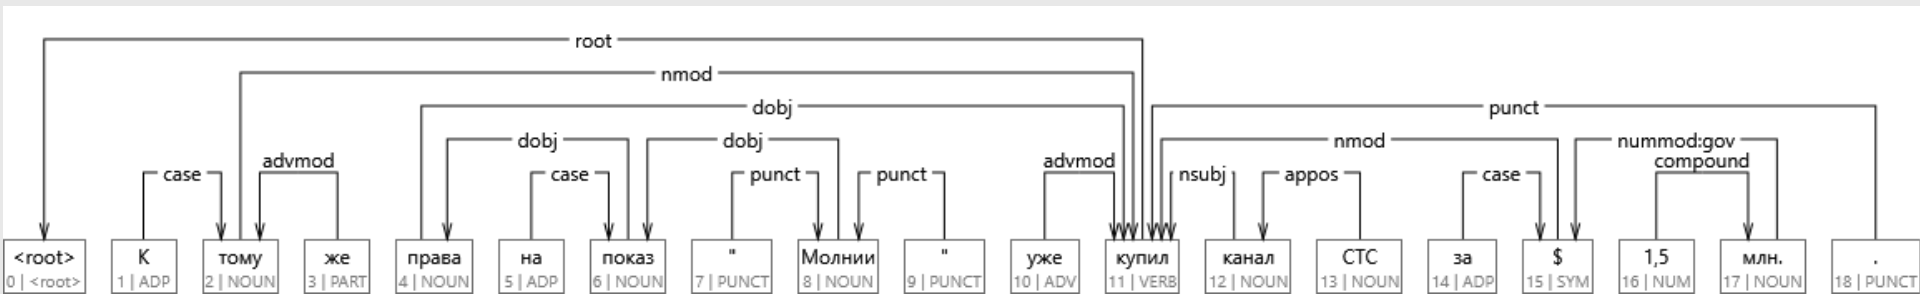 root
nmod
dobj punct
dobj dobj nmod nummod:gov
advmod advmod compound
case case punct punct nsubj appos case
<root> К тому же права на показ " Молнии " уже купил канал СТС за $ 1,5 млн. .
0 | <root> 1 | ADP 2 | NOUN 3 | PART 4 | NOUN 5 | ADP 6 | NOUN 7 | PUNCT 8 | NOUN 9 | PUNCT 10 | ADV 11 | VERB 12 | NOUN 13 | NOUN 14 | ADP 15 | SYM 16 | NUM 17 | NOUN 18 | PUNCT